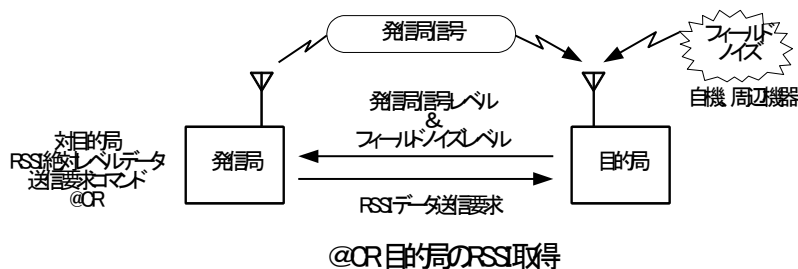 発信局信号
フィールド
ノイズ
自機、周辺機器
発信局信号レベル
&
フィールドノイズレベル
対目的局
RSSI絶対レベルデータ
送信要求コマンド
@CR
発信局
目的局
RSSIデータ送信要求
@CR 目的局のRSSI取得